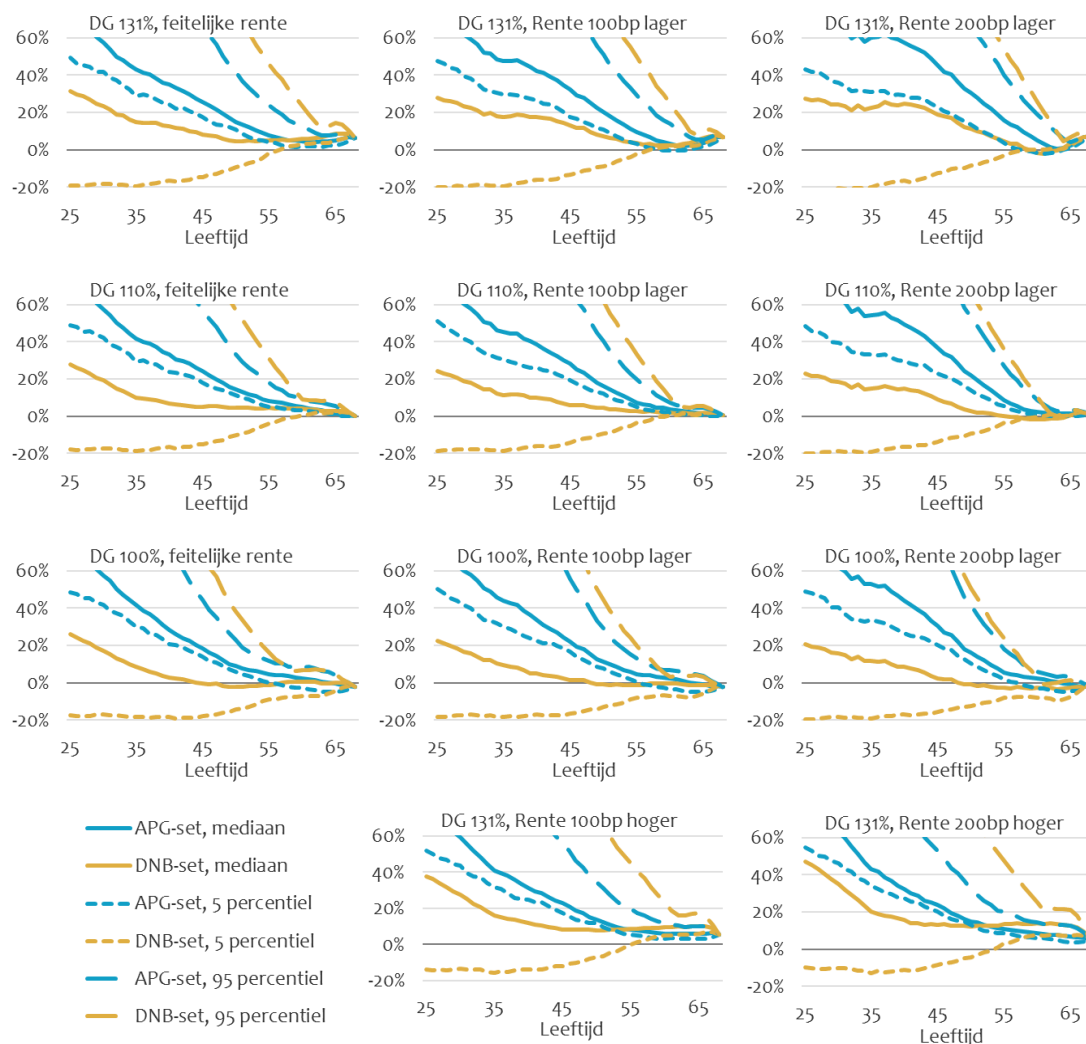 DG 131%, feitelijke rente
60%
40%
20%
0%
-20%
25 35 45 55 65
Leeftijd
DG 131%, Rente 100bp lager
60%
40%
20%
0%
-20%
25 35 45 55 65
Leeftijd
DG 131%, Rente 200bp lager
60%
40%
20%
0%
-20%
25 35 45 55 65
Leeftijd
DG 110%, feitelijke rente
60%
40%
20%
0%
-20%
25 35 45 55 65
Leeftijd
DG 110%, Rente 100bp lager
60%
40%
20%
0%
-20%
25 35 45 55 65
Leeftijd
DG 110%, Rente 200bp lager
60%
40%
20%
0%
-20%
25 35 45 55 65
Leeftijd
DG 100%, feitelijke rente
60%
40%
20%
0%
-20%
25 35 45 55 65
Leeftijd
DG 100%, Rente 100bp lager
60%
40%
20%
0%
-20%
25 35 45 55 65
Leeftijd
DG 100%, Rente 200bp lager
60%
40%
20%
0%
-20%
25 35 45 55 65
Leeftijd
APG-set, mediaan
DNB-set, mediaan
APG-set, 5 percentiel
DNB-set, 5 percentiel
APG-set, 95 percentiel
DNB-set, 95 percentiel
DG 131%, Rente 100bp hoger
60%
40%
20%
0%
-20%
25 35 45 55 65
Leeftijd
DG 131%, Rente 200bp hoger
60%
40%
20%
0%
-20%
25 35 45 55 65
Leeftijd